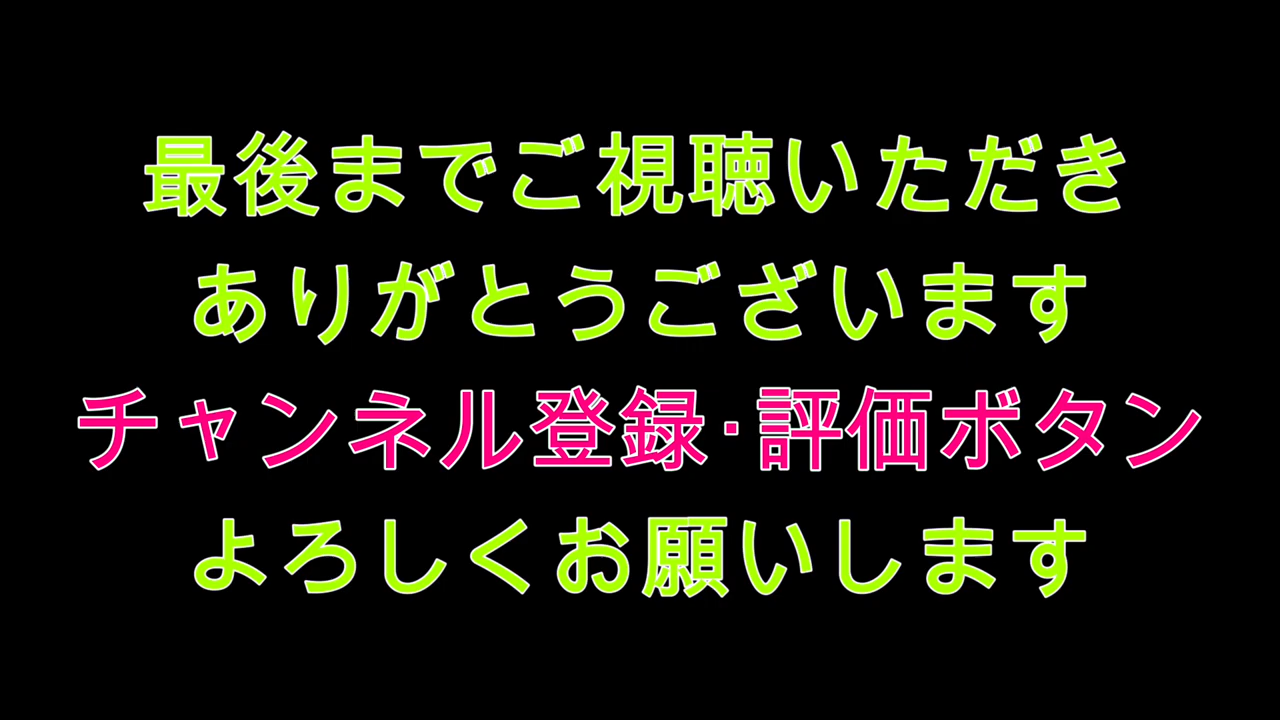 最後までご視聴いただき
ありがとうございます
チャンネル登録･評価ボタン
よろしくお願いします